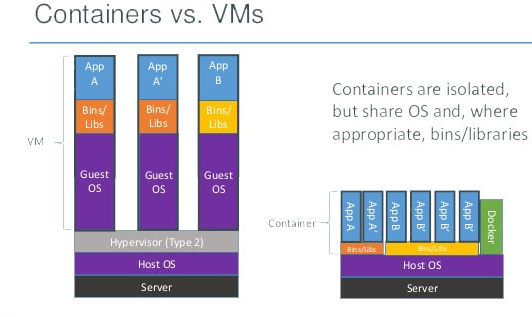 Containers vs. VMs
App
A
App
A'
App
B
Bins/
Libs
Bins/
Libs
Bins/
Libs
VM
Guest
OS
Guest
OS
Guest
OS
Hypervisor (Type 2)
Host OS
Server
Containers are isolated,
but share OS and, where
appropriate, bins/libraries
Container
App A
App A'
App B
App B'
App B'
App B'
Docker
Bins/Libs
Bins/Libs
Host OS
Server